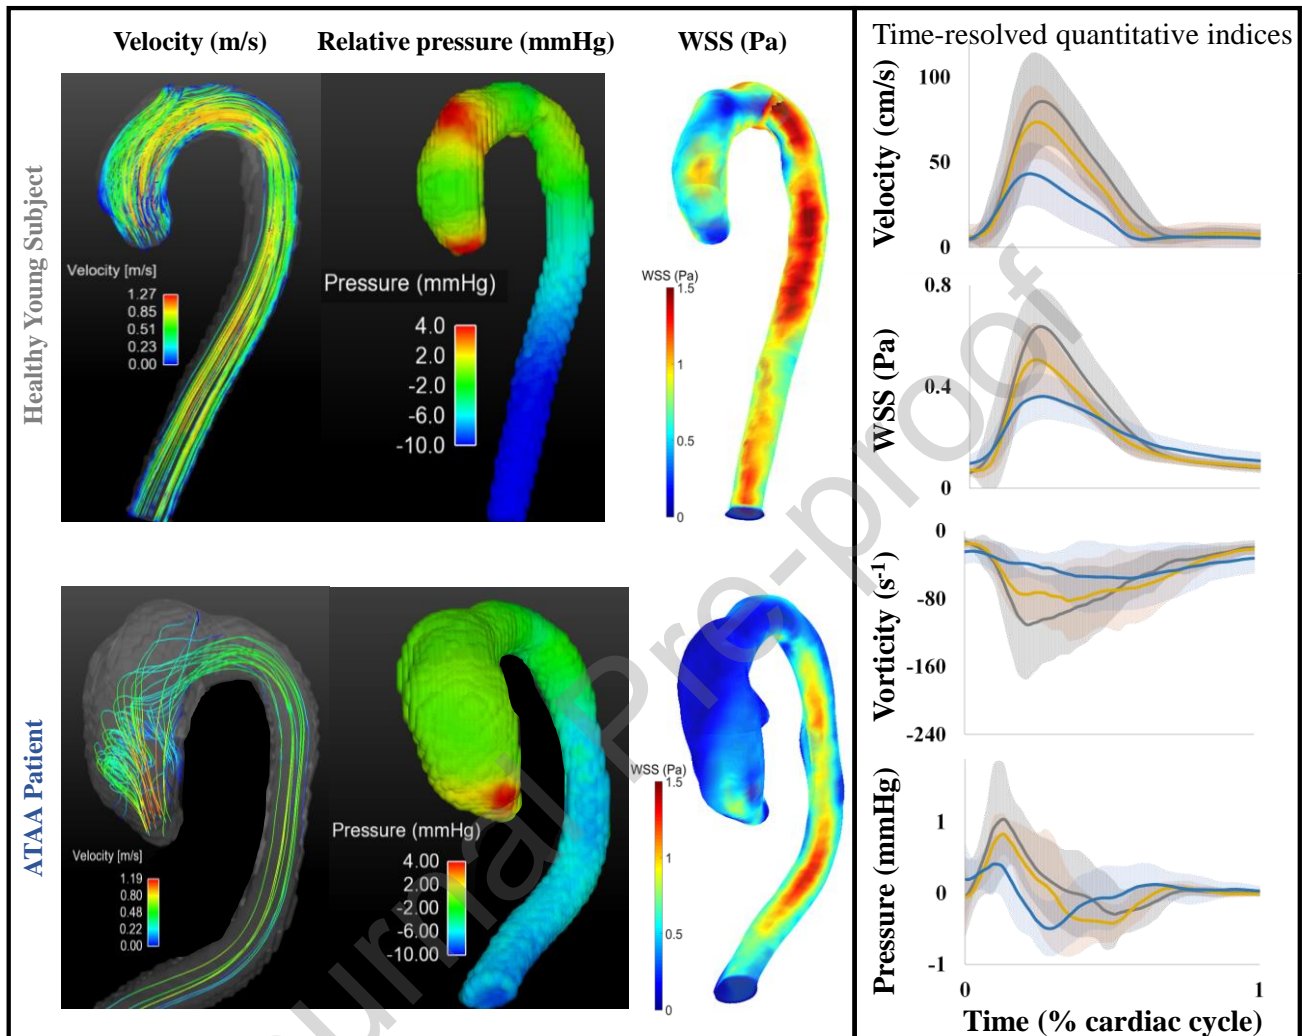 Velocity (m/s) Relative pressure (mmHg) WSS (Pa)
Healthy Young Subject
Velocity [m/s]
1.27
0.85
0.51
0.23
0.00
Pressure (mmHg)
4.0
2.0
-2.0
-6.0
-10.0
WSS (Pa)
1.5
1
0.5
0
ATAA Patient
Velocity [m/s]
1.19
0.80
0.48
0.22
0.00
Pressure (mmHg)
4.00
2.00
-2.00
-6.00
-10.00
WSS (Pa)
1.5
1
0.5
0
Time-resolved quantitative indices
Velocity (cm/s)
100
50
0
WSS (Pa)
0.8
0.4
0
Vorticity (s-1)
0
-80
-160
-240
Pressure (mmHg)
1
0
-1
0 1
Time (% cardiac cycle)
Journal Pre-proof